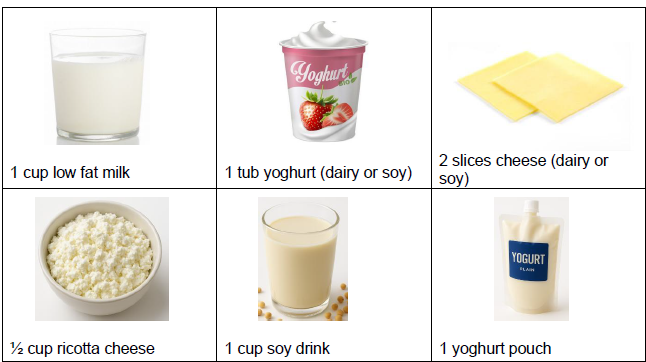 Yoghurt
1 cup low fat milk
1 tub yoghurt (dairy or soy)
2 slices cheese (dairy or
soy)
YOGURT
PLAIN
½ cup ricotta cheese
1 cup soy drink
1 yoghurt pouch